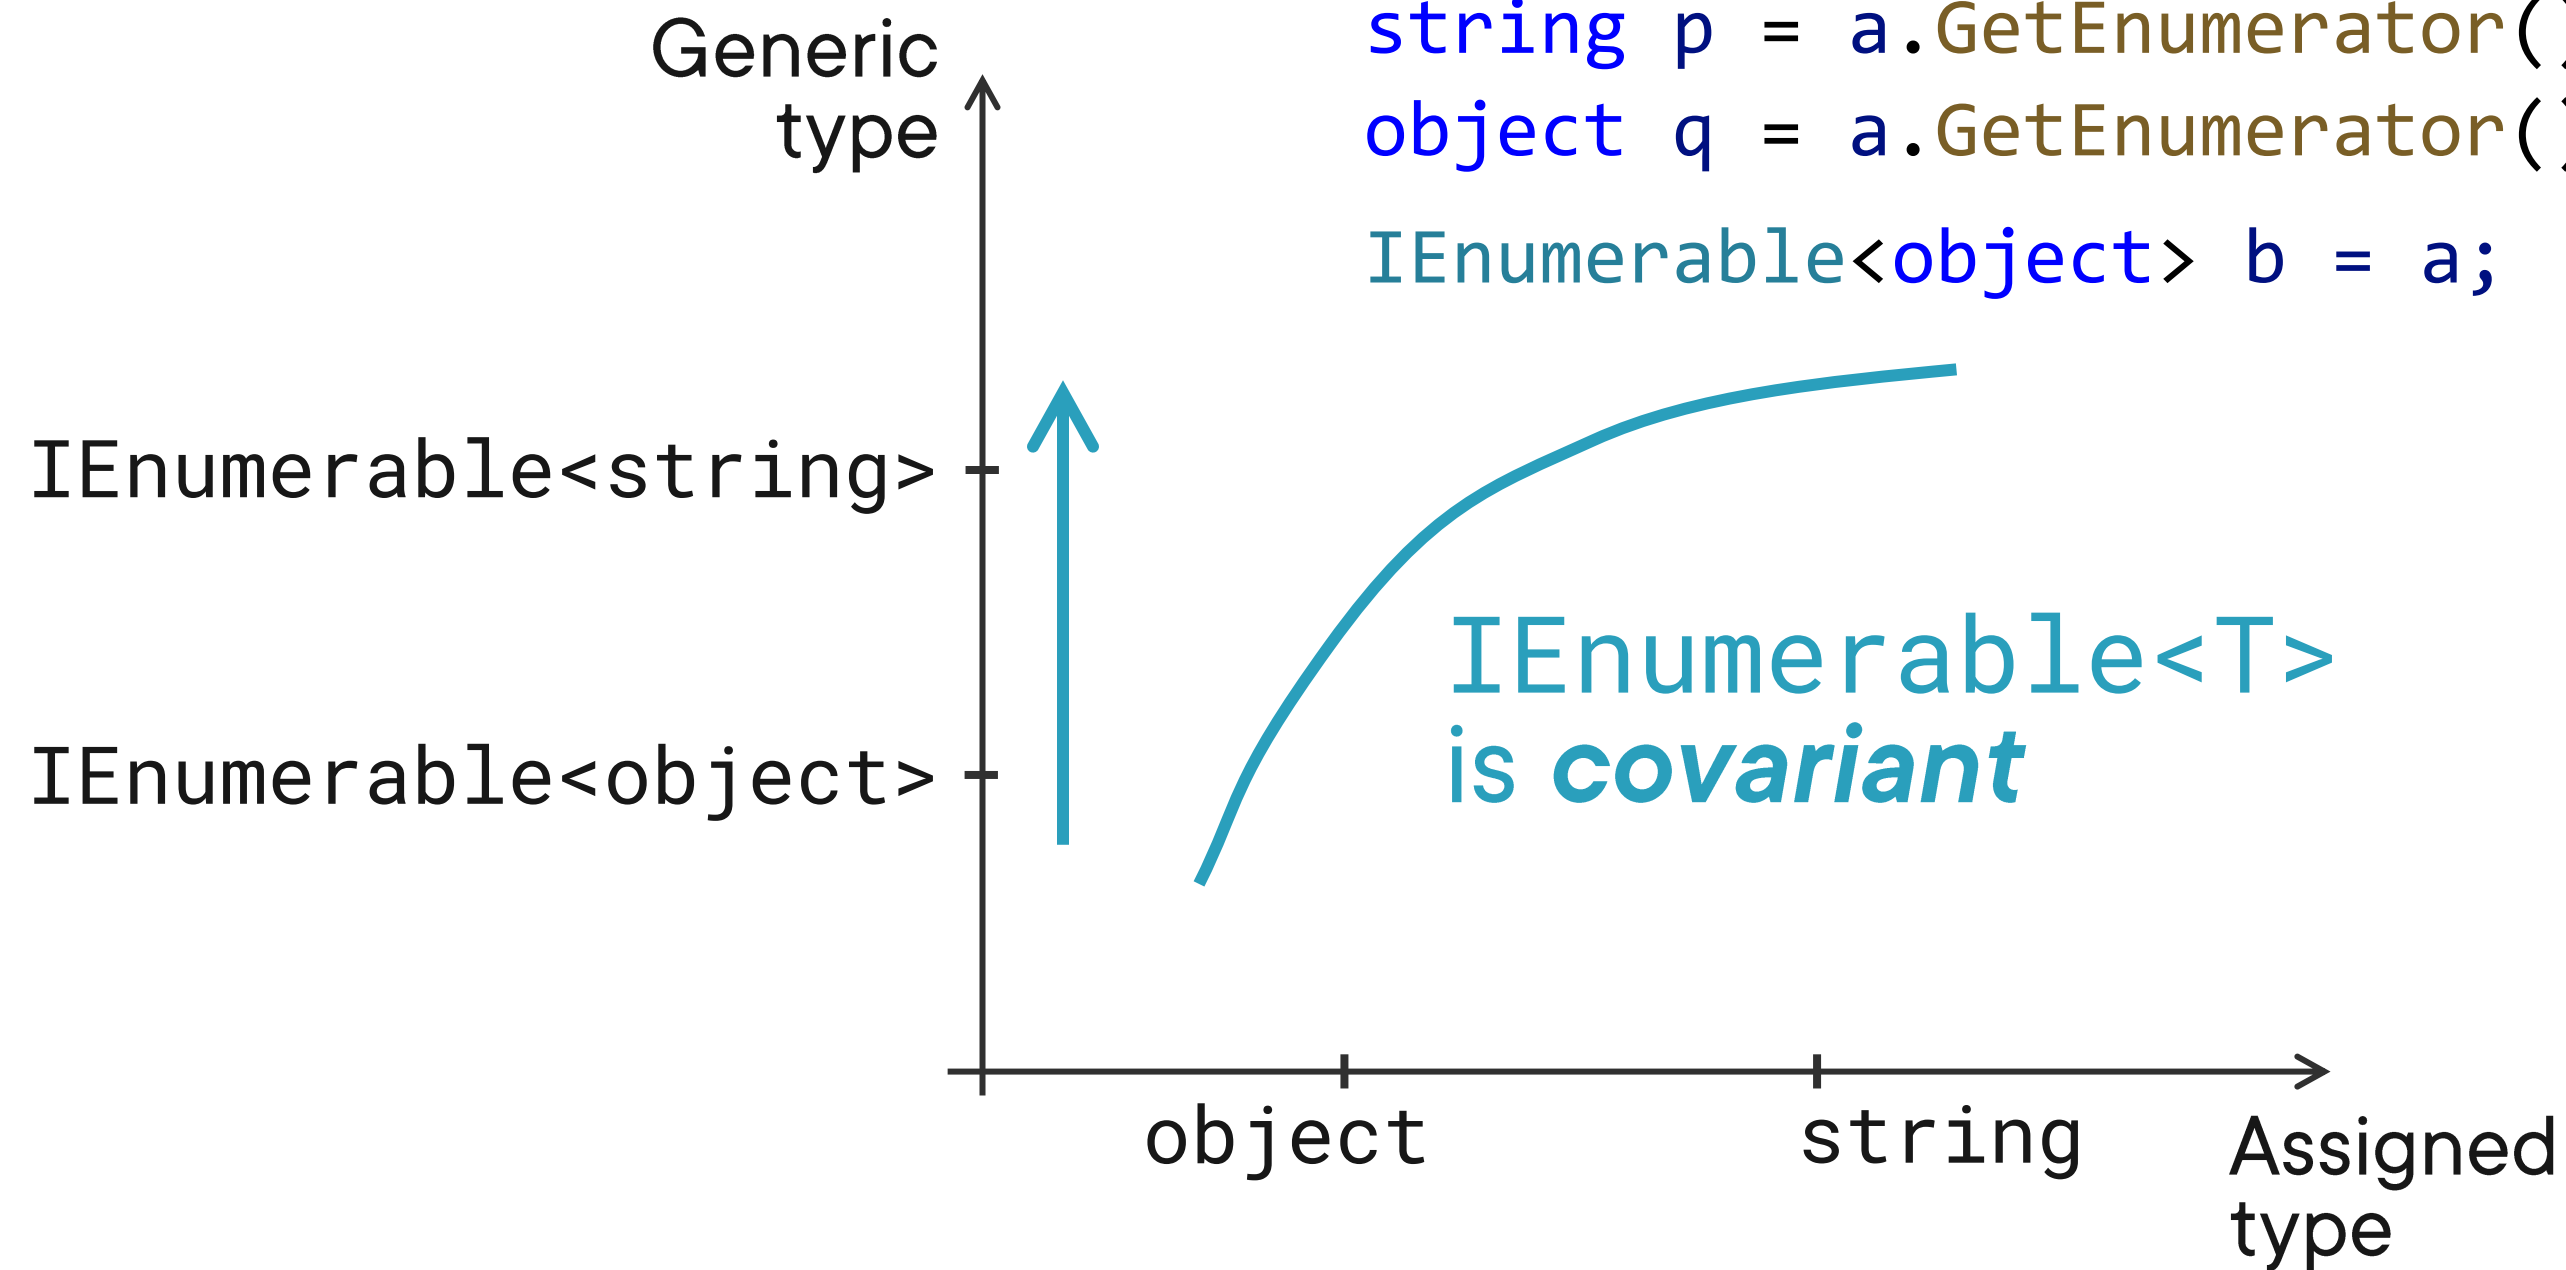 Generic
type
string p = a.GetEnumerator()
object q = a.GetEnumerator()
IEnumerable<object> b = a;
IEnumerable<string>
IEnumerable<T>
is covariant
IEnumerable<object>
object
string
Assigned
type